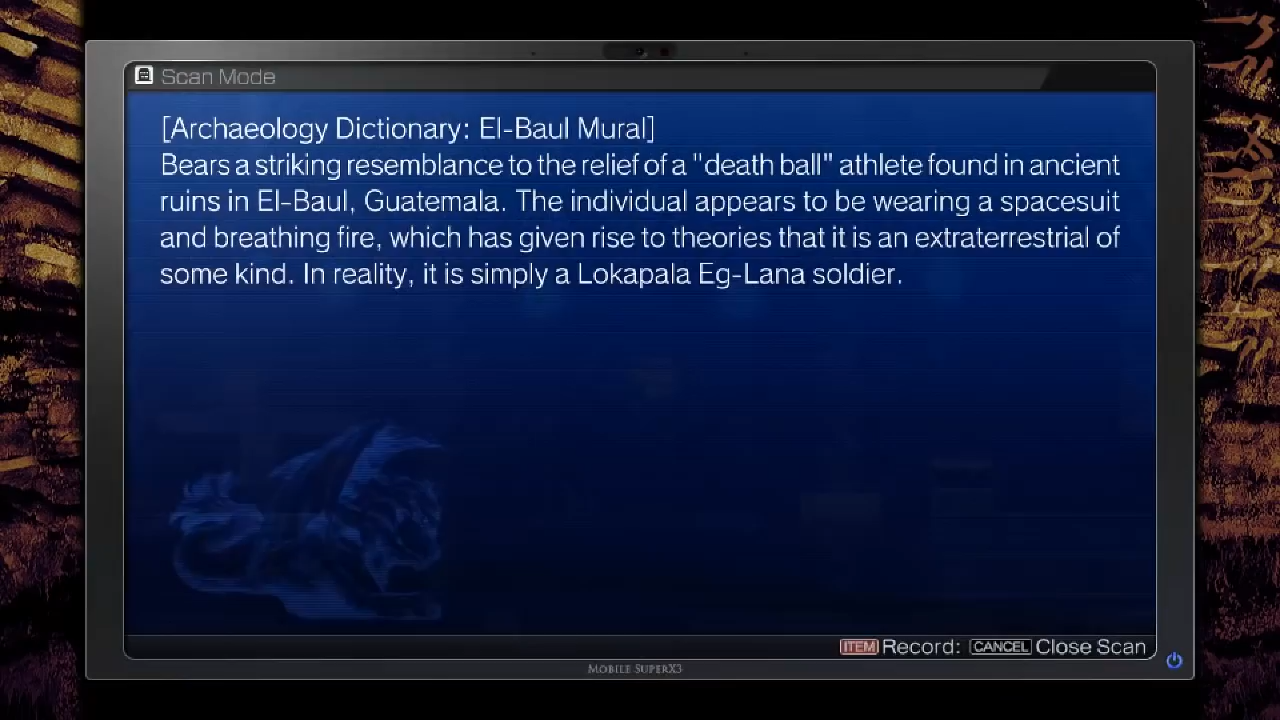 Scan Mode
[Archaeology Dictionary: El-Baul Mural]
Bears a striking resemblance to the relief of a "death ball" athlete found in ancient
ruins in El-Baul, Guatemala. The individual appears to be wearing a spacesuit
and breathing fire, which has given rise to theories that it is an extraterrestrial of
some kind. In reality, it is simply a Lokapala Eg-Lana soldier.
ITEM Record: CANCEL Close Scan
MOBILE SUPERX3